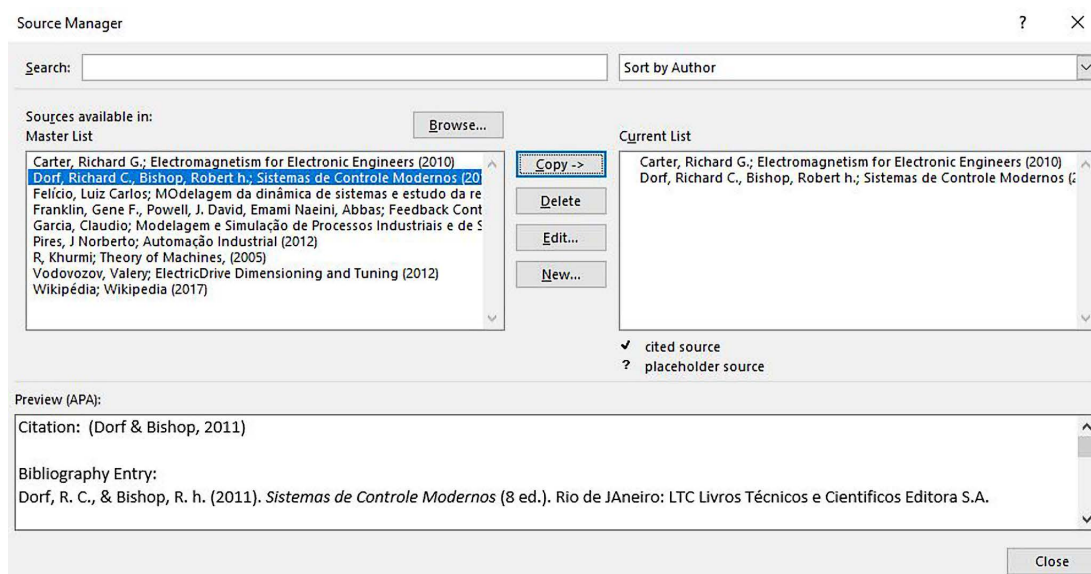 Source Manager ? X
Search: Sort by Author
Sources available in:
Master List
Browse...
Current List
Carter, Richard G.; Electromagnetism for Electronic Engineers (2010)
Dorf, Richard C., Bishop, Robert h.; Sistemas de Controle Modernos (20
Felício, Luiz Carlos; MOdelagem da dinâmica de sistemas e estudo da re
Franklin, Gene F., Powell, J. David, Emami Naeini, Abbas; Feedback Cont
Garcia, Claudio; Modelagem e Simulação de Processos Industriais e de S
Pires, J Norberto; Automação Industrial (2012)
R, Khurmi; Theory of Machines, (2005)
Vodovozov, Valery; ElectricDrive Dimensioning and Tuning (2012)
Wikipédia; Wikipedia (2017)
Copy ->
Delete
Edit...
New...
Carter, Richard G.; Electromagnetism for Electronic Engineers (2010)
Dorf, Richard C., Bishop, Robert h.; Sistemas de Controle Modernos (2
✓ cited source
? placeholder source
Preview (APA):
Citation: (Dorf & Bishop, 2011)
Bibliography Entry:
Dorf, R. C., & Bishop, R. h. (2011). Sistemas de Controle Modernos (8 ed.). Rio de JAneiro: LTC Livros Técnicos e Cientificos Editora S.A.
Close